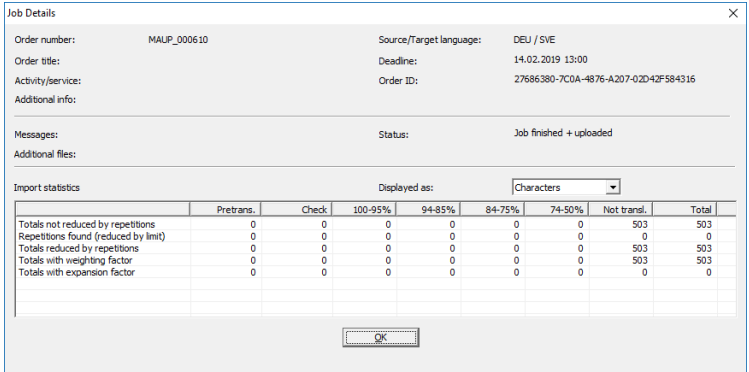 Job Details
Order number: MAUP_000610 Source/Target language: DEU / SVE
Order title: Deadline: 14.02.2019 13:00
Activity/service: Order ID: 27686380-7C0A-4876-A207-02D42F584316
Additional info:
Messages: Status: Job finished + uploaded
Additional files:
Import statistics Displayed as: Characters
Pretrans. Check 100-95% 94-85% 84-75% 74-50% Not transl. Total
Totals not reduced by repetitions 0 0 0 0 0 0 503 503
Repetitions found (reduced by limit) 0 0 0 0 0 0 0 0
Totals reduced by repetitions 0 0 0 0 0 0 503 503
Totals with weighting factor 0 0 0 0 0 0 503 503
Totals with expansion factor 0 0 0 0 0 0 0 0
OK